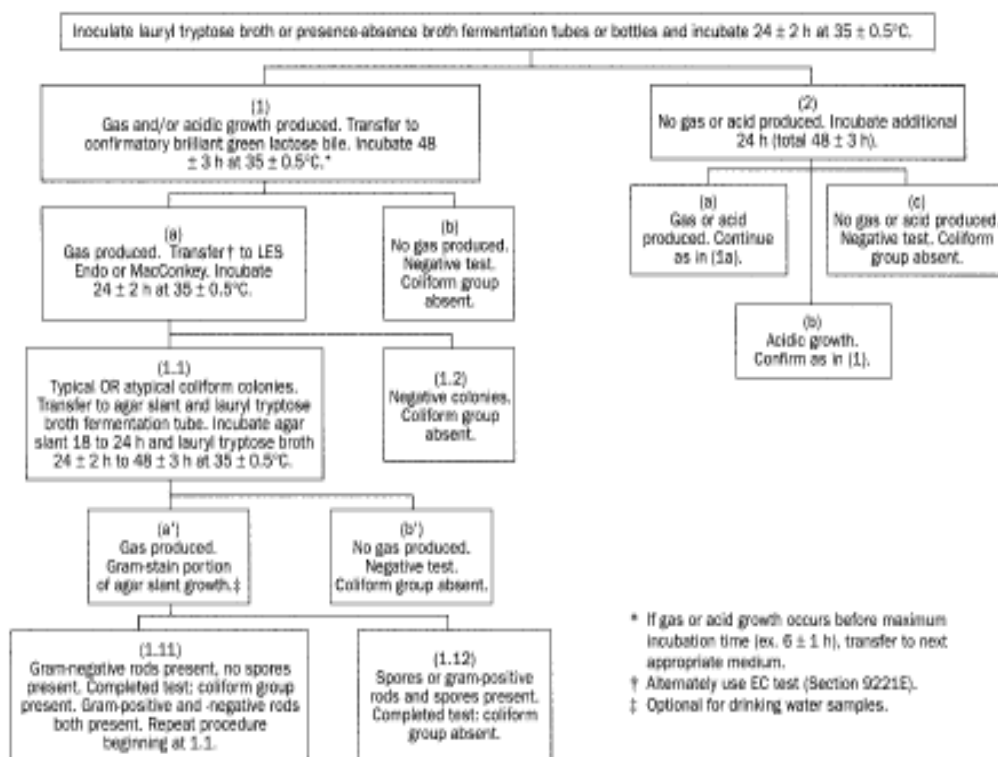 Inoculate lauryl tryptose broth or presence-absence broth fermentation tubes or bottles and incubate 24 ± 2 h at 35 ± 0.5°C.
(1)
Gas and/or acidic growth produced. Transfer to
confirmatory brilliant green lactose bile. Incubate 48
± 3 h at 35 ± 0.5°C.*
(2)
No gas or acid produced. Incubate additional
24 h (total 48 ± 3 h).
(a)
Gas produced. Transfer† to LES
Endo or MacConkey. Incubate
24 ± 2 h at 35 ± 0.5°C.
(b)
No gas produced.
Negative test.
Coliform group
absent.
(a)
Gas or acid
produced. Continue
as in (1a).
(c)
No gas or acid produced.
Negative test. Coliform
group absent.
(b)
Acidic growth.
Confirm as in (1).
(1.1)
Typical OR atypical coliform colonies.
Transfer to agar slant and lauryl tryptose
broth fermentation tube. Incubate agar
slant 18 to 24 h and lauryl tryptose broth
24 ± 2 h to 48 ± 3 h at 35 ± 0.5°C.
(1.2)
Negative colonies.
Coliform group
absent.
(a')
Gas produced.
Gram-stain portion
of agar slant growth.‡
(b')
No gas produced.
Negative test.
Coliform group absent.
(1.11)
Gram-negative rods present, no spores
present. Completed test: coliform group
present. Gram-positive and -negative rods
both present. Repeat procedure
beginning at 1.1.
(1.12)
Spores or gram-positive
rods and spores present.
Completed test: coliform
group absent.
* If gas or acid growth occurs before maximum
incubation time (ex. 6 ± 1 h), transfer to next
appropriate medium.
† Alternately use EC test (Section 9221E).
‡ Optional for drinking water samples.